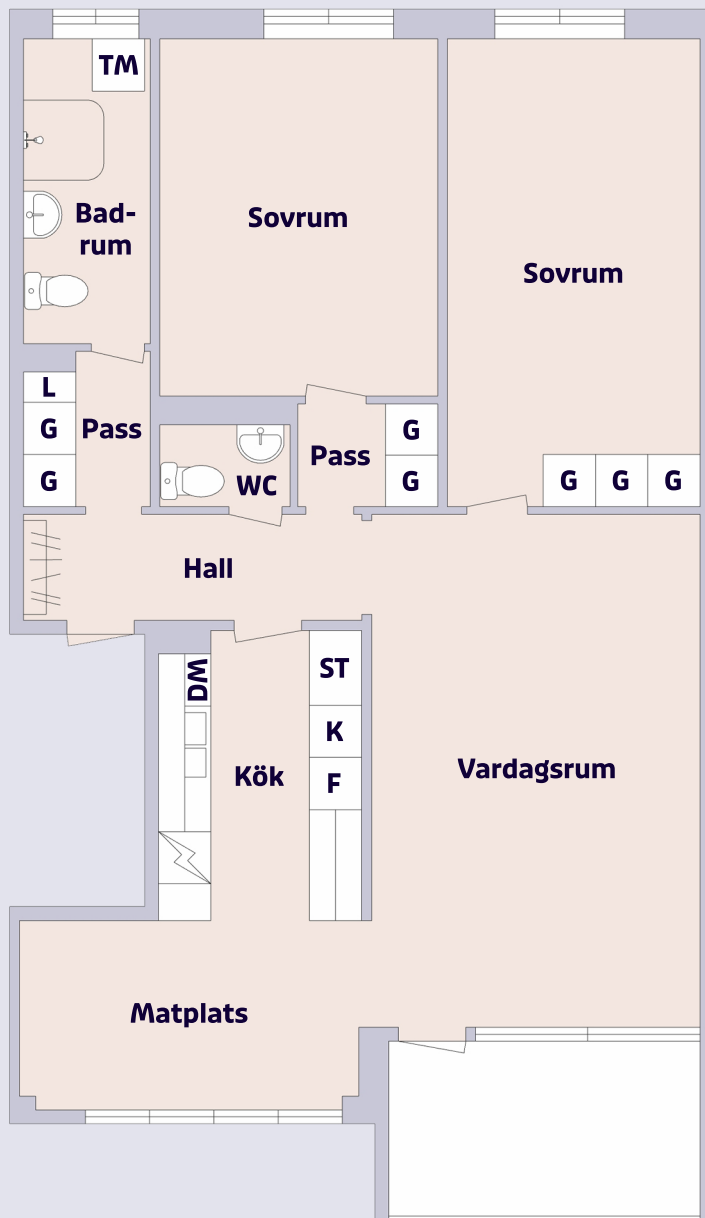 TM
Bad-
rum
Sovrum
Sovrum
L
G
G
Pass
WC
Pass
G
G
G
G
G
Hall
DM
ST
K
F
Kök
Vardagsrum
Matplats